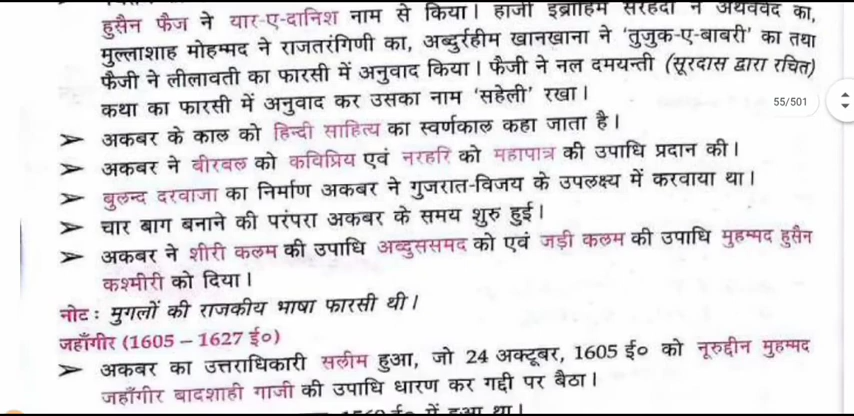 हुसैन फैज ने यार-ए-दानिश नाम से किया। हाजी इब्राहिम सरहदी ने अथर्ववेद का,
मुल्लाशाह मोहम्मद ने राजतरंगिणी का, अब्दुर्रहीम खानखाना ने 'तुजुक-ए-बाबरी' का तथा
फैजी ने लीलावती का फारसी में अनुवाद किया। फैजी ने नल दमयन्ती (सूरदास द्वारा रचित)
कथा का फारसी में अनुवाद कर उसका नाम 'सहेली' रखा।
55/501
➤ अकबर के काल को हिन्दी साहित्य का स्वर्णकाल कहा जाता है।
➤ अकबर ने बीरबल को कविप्रिय एवं नरहरि को महापात्र की उपाधि प्रदान की।
➤ बुलन्द दरवाजा का निर्माण अकबर ने गुजरात-विजय के उपलक्ष्य में करवाया था।
➤ चार बाग बनाने की परंपरा अकबर के समय शुरु हुई।
➤ अकबर ने शीरी कलम की उपाधि अब्दुससमद को एवं जड़ी कलम की उपाधि मुहम्मद हुसैन
कश्मीरी को दिया।
नोट : मुगलों की राजकीय भाषा फारसी थी।
जहाँगीर (1605 – 1627 ई०)
➤ अकबर का उत्तराधिकारी सलीम हुआ, जो 24 अक्टूबर, 1605 ई० को नूरुद्दीन मुहम्मद
जहाँगीर बादशाही गाजी की उपाधि धारण कर गद्दी पर बैठा।
ई० में हुआ था।